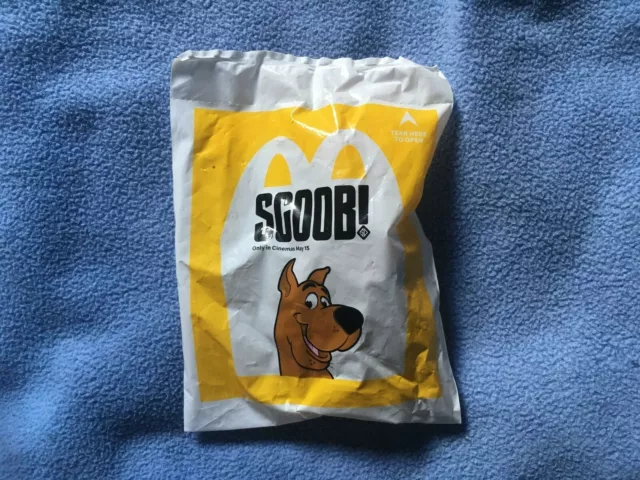 TEAR HERE
TO OPEN
SCOOB!
Only in Cinemas May 15